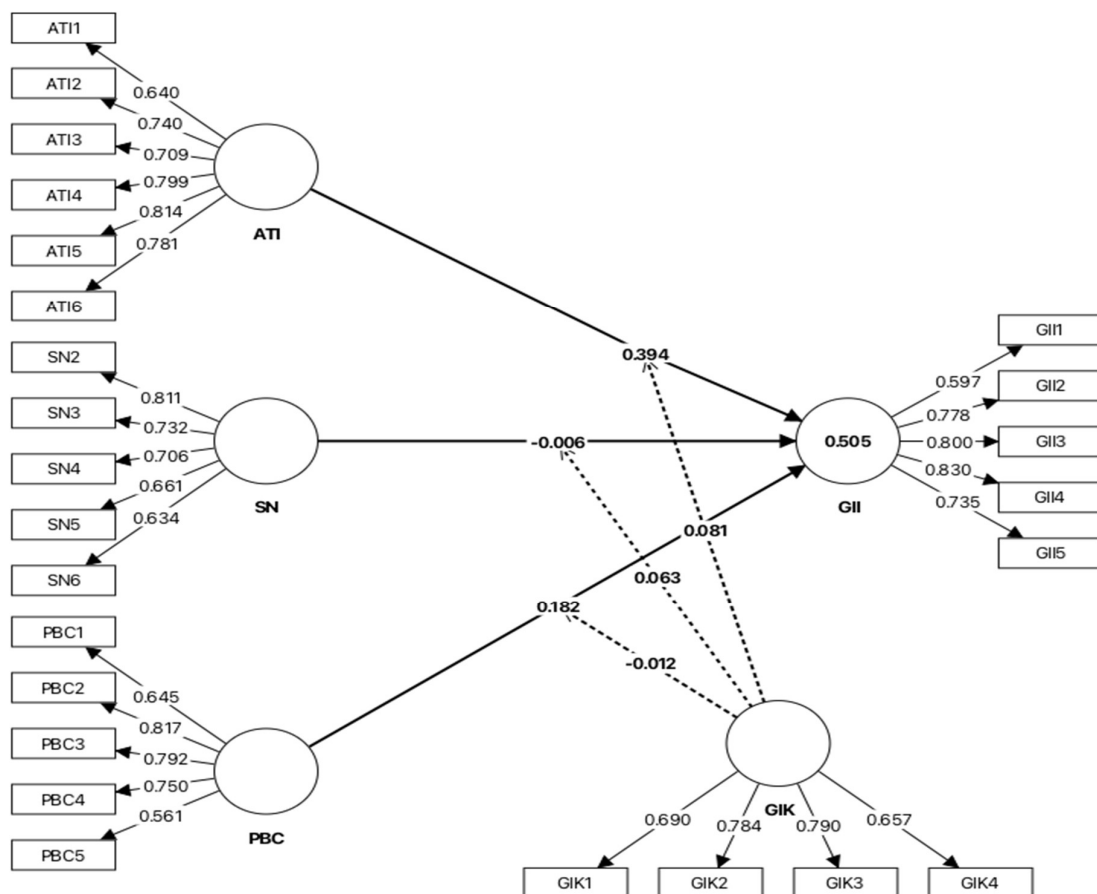 ATI1
ATI2
ATI3
ATI4
ATI5
ATI6
0.640
0.740
0.709
0.799
0.814
0.781
ATI
SN2
SN3
SN4
SN5
SN6
0.811
0.732
0.706
0.661
0.634
SN
PBC1
PBC2
PBC3
PBC4
PBC5
0.645
0.817
0.792
0.750
0.561
PBC
0.394
-0.006
0.182
0.081
0.063
-0.012
0.505
GII
0.597
0.778
0.800
0.830
0.735
GII1
GII2
GII3
GII4
GII5
GIK
0.690
0.784
0.790
0.657
GIK1
GIK2
GIK3
GIK4